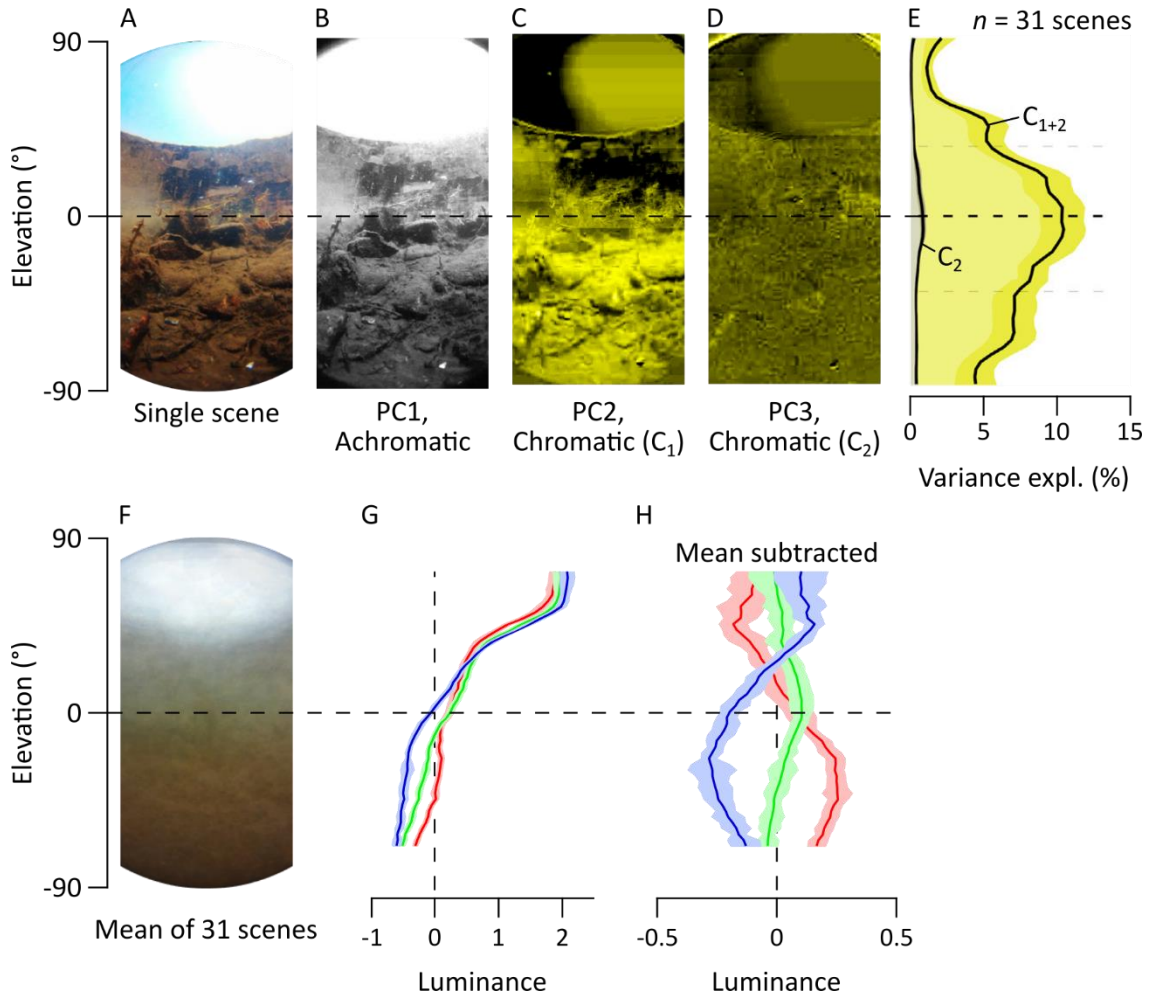 A
B
C
D
E
n = 31 scenes
90
0
-90
Elevation (°)
C₁₊₂
C₂
Single scene
PC1,
Achromatic
PC2,
Chromatic (C₁)
PC3,
Chromatic (C₂)
0 5 10 15
Variance expl. (%)
F
G
H
Mean subtracted
90
0
-90
Elevation (°)
Mean of 31 scenes
-1 0 1 2
Luminance
-0.5 0 0.5
Luminance